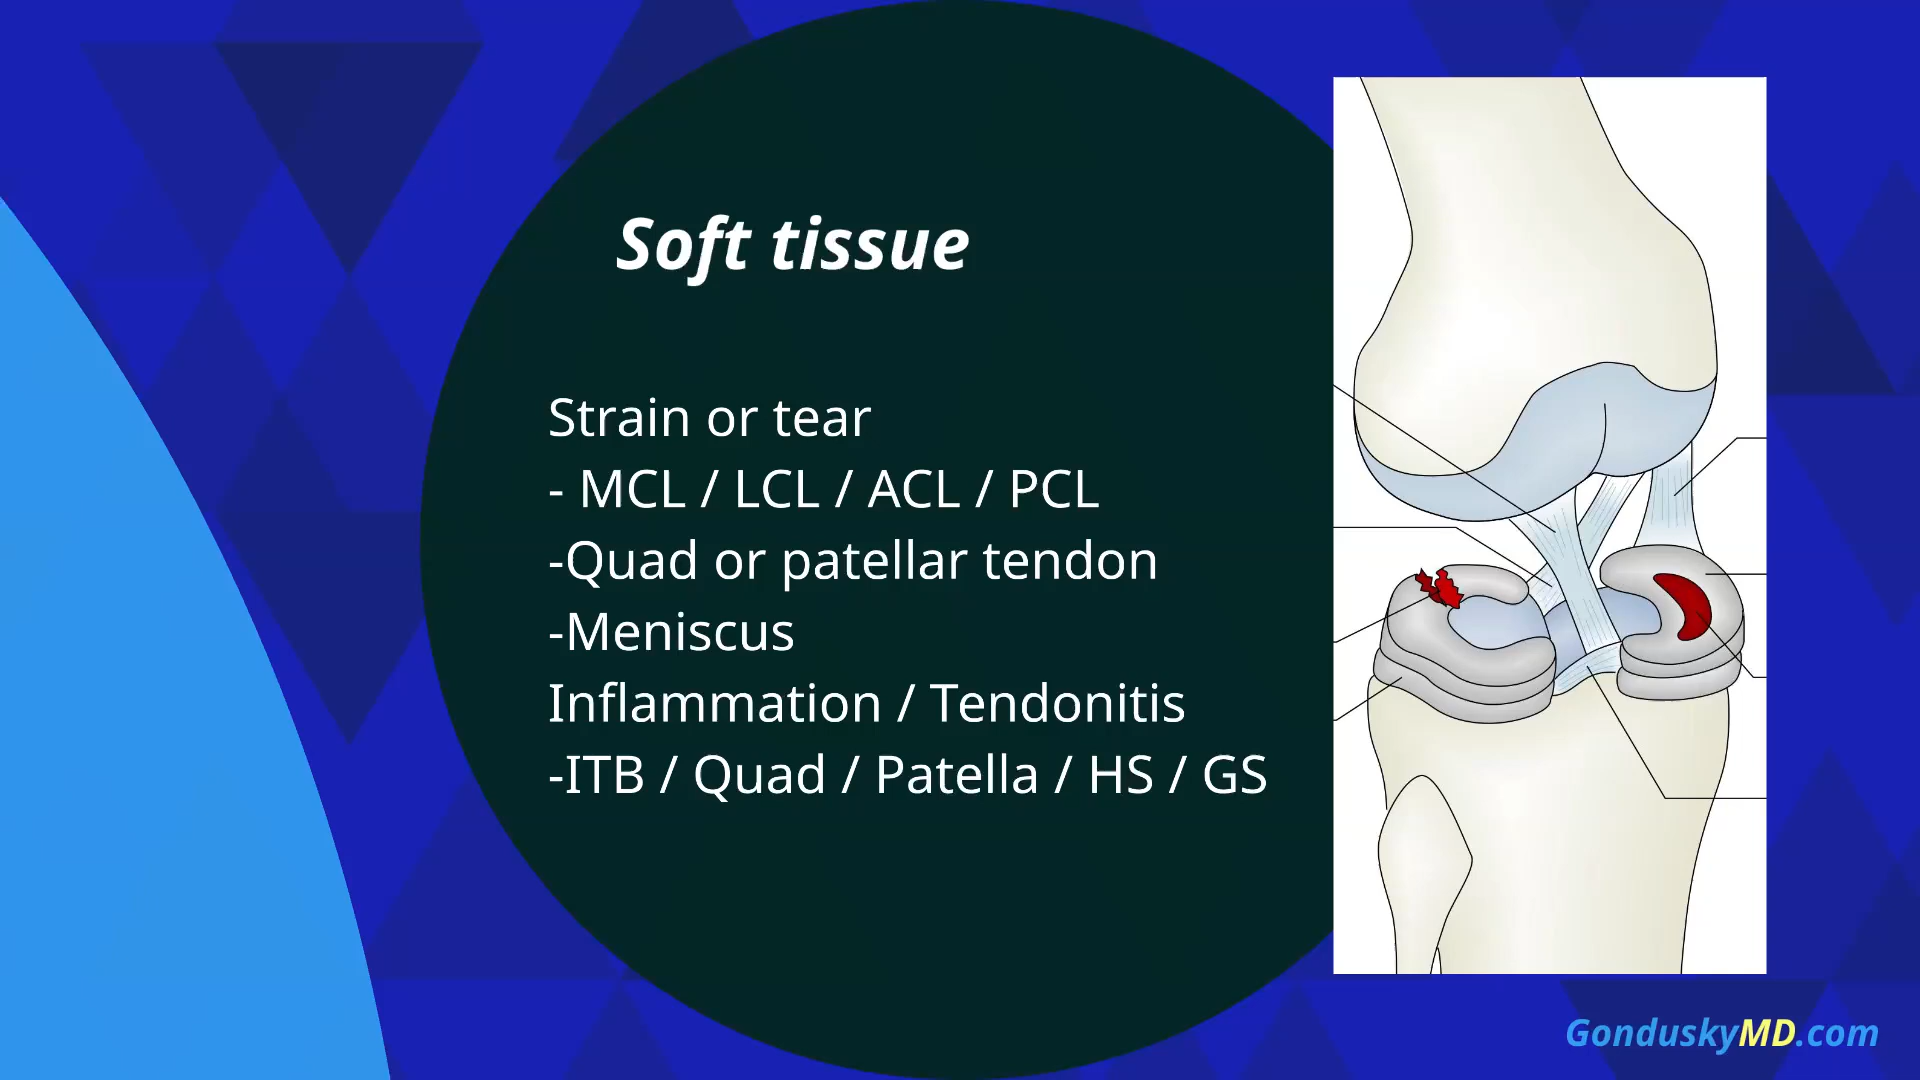 Soft tissue
Strain or tear
- MCL / LCL / ACL / PCL
-Quad or patellar tendon
-Meniscus
Inflammation / Tendonitis
-ITB / Quad / Patella / HS / GS
GonduskyMD.com